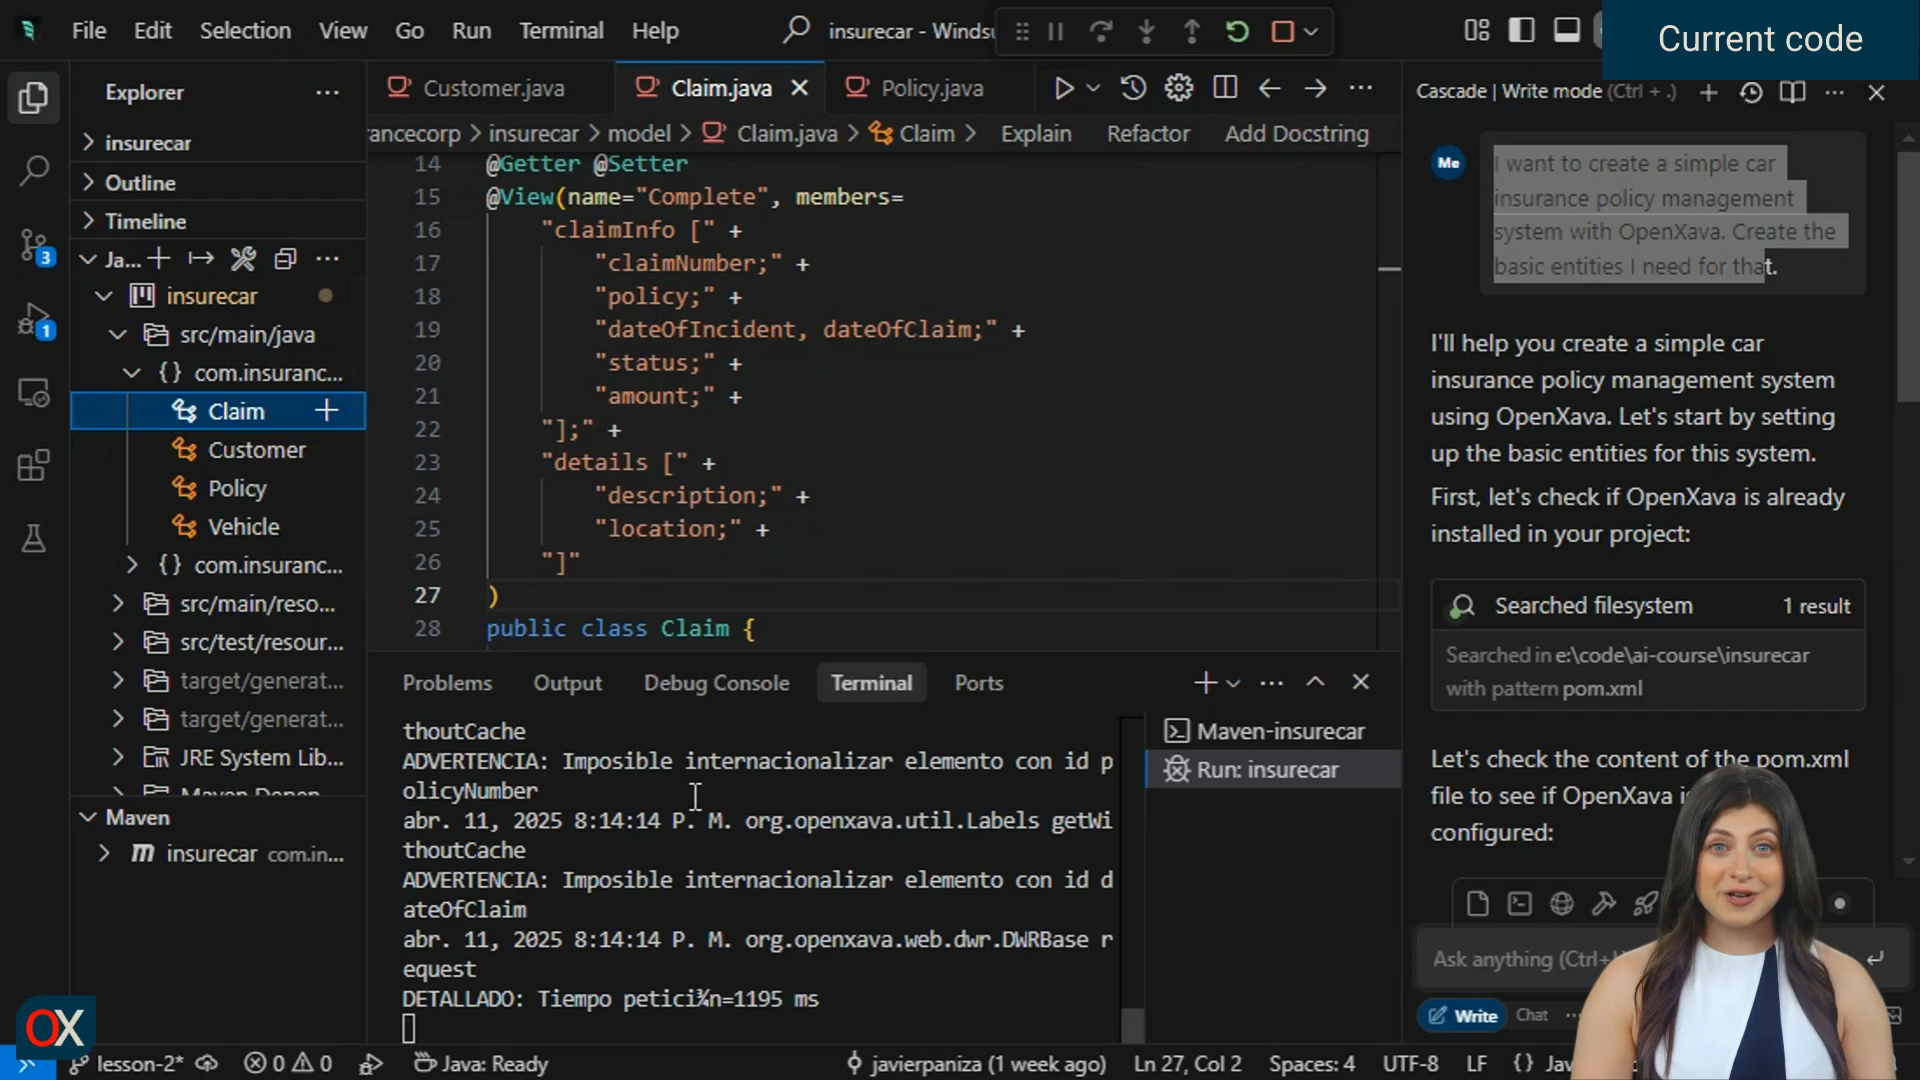 File Edit Selection View Go Run Terminal Help
insurecar - Winds
Current code
Explorer
Customer.java Claim.java Policy.java
Cascade | Write mode (Ctrl + .)
insurecar
Outline
Timeline
Ja...
insurecar
src/main/java
com.insuranc...
Claim
Customer
Policy
Vehicle
com.insuranc...
src/main/reso...
src/test/resour...
target/generat...
target/generat...
JRE System Lib...
Maven
insurecar com.in...
3
1
rancecorp > insurecar > model > Claim.java > Claim > Explain Refactor Add Docstring
14 @Getter @Setter
15 @View(name="Complete", members=
16 "claimInfo [" +
17 "claimNumber;" +
18 "policy;" +
19 "dateOfIncident, dateOfClaim;" +
20 "status;" +
21 "amount;" +
22 "];" +
23 "details [" +
24 "description;" +
25 "location;" +
26 "]"
27 )
28 public class Claim {
Problems Output Debug Console Terminal Ports
thoutCache
ADVERTENCIA: Imposible internacionalizar elemento con id p
olicyNumber
abr. 11, 2025 8:14:14 P. M. org.openxava.util.Labels getWi
thoutCache
ADVERTENCIA: Imposible internacionalizar elemento con id d
ateOfClaim
abr. 11, 2025 8:14:14 P. M. org.openxava.web.dwr.DWRBase r
equest
DETALLADO: Tiempo petici¾n=1195 ms
Maven-insurecar
Run: insurecar
Me
I want to create a simple car
insurance policy management
system with OpenXava. Create the
basic entities I need for that.
I'll help you create a simple car
insurance policy management system
using OpenXava. Let's start by setting
up the basic entities for this system.
First, let's check if OpenXava is already
installed in your project:
Searched filesystem 1 result
Searched in e:\code\ai-course\insurecar
with pattern pom.xml
Let's check the content of the pom.xml
file to see if OpenXava
configured:
Ask anything (Ctrl+
Write Chat
OX
lesson-2* 0 0 Java: Ready javierpaniza (1 week ago) Ln 27, Col 2 Spaces: 4 UTF-8 LF {}